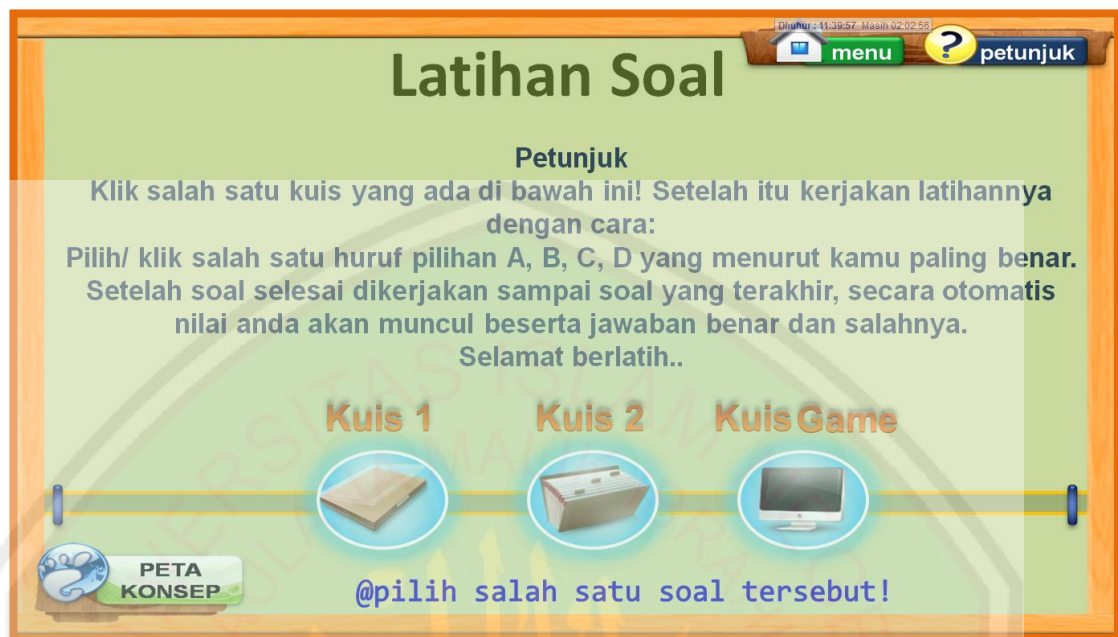 Dhuhur : 11:39:57 Masih 02:02:56
menu
? petunjuk
Latihan Soal
Petunjuk
Klik salah satu kuis yang ada di bawah ini! Setelah itu kerjakan latihannya
dengan cara:
Pilih/ klik salah satu huruf pilihan A, B, C, D yang menurut kamu paling benar.
Setelah soal selesai dikerjakan sampai soal yang terakhir, secara otomatis
nilai anda akan muncul beserta jawaban benar dan salahnya.
Selamat berlatih..
Kuis 1 Kuis 2 Kuis Game
PETA
KONSEP
@pilih salah satu soal tersebut!